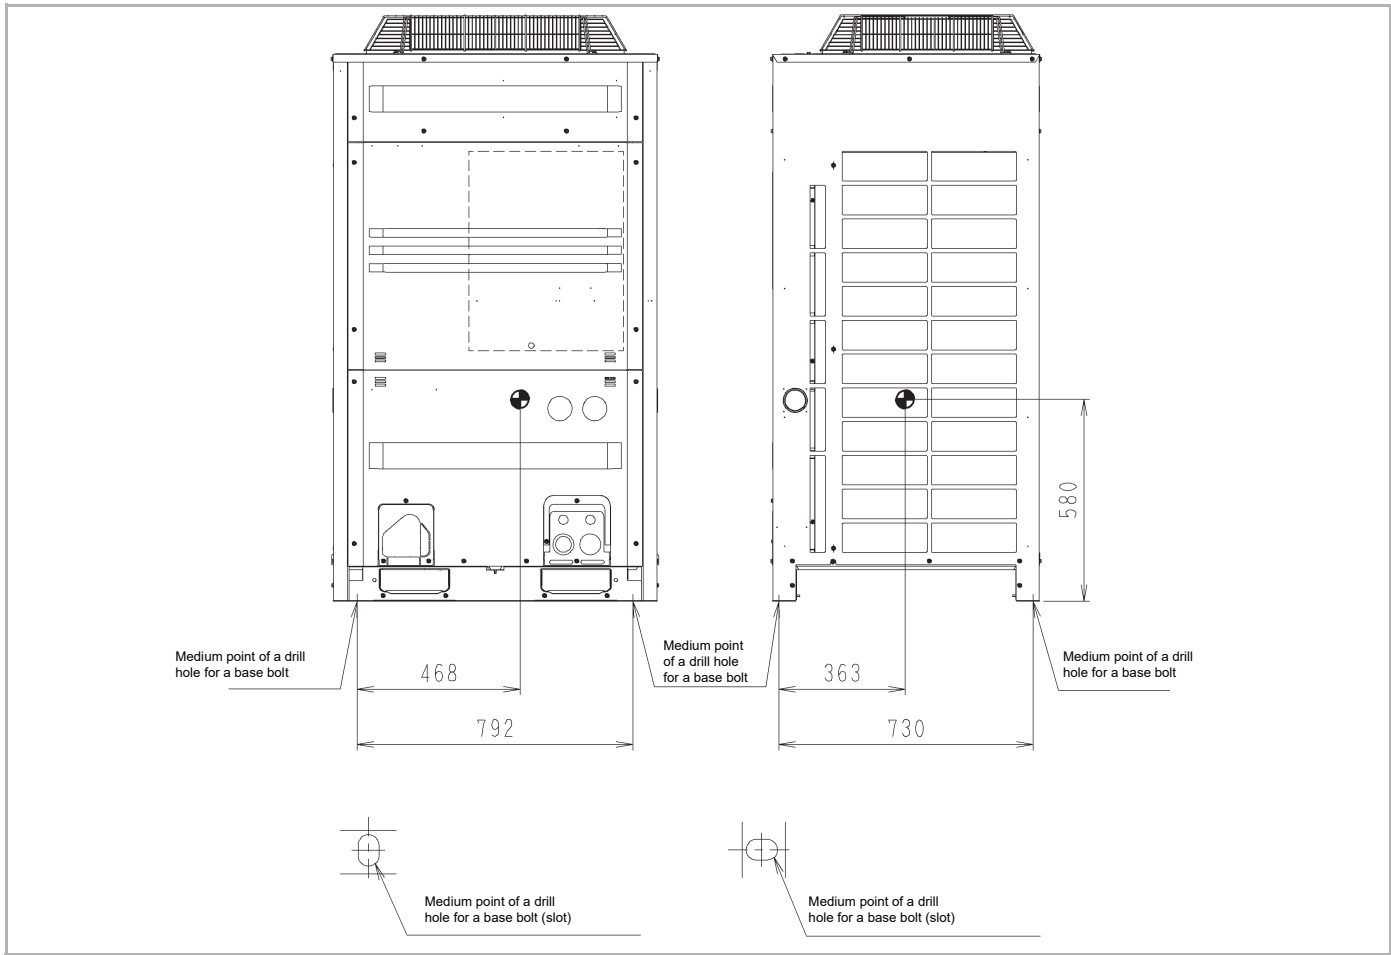 580
Medium point of a drill
hole for a base bolt
468
792
Medium point
of a drill hole
for a base bolt
363
730
Medium point of a drill
hole for a base bolt
Medium point of a drill
hole for a base bolt (slot)
Medium point of a drill
hole for a base bolt (slot)